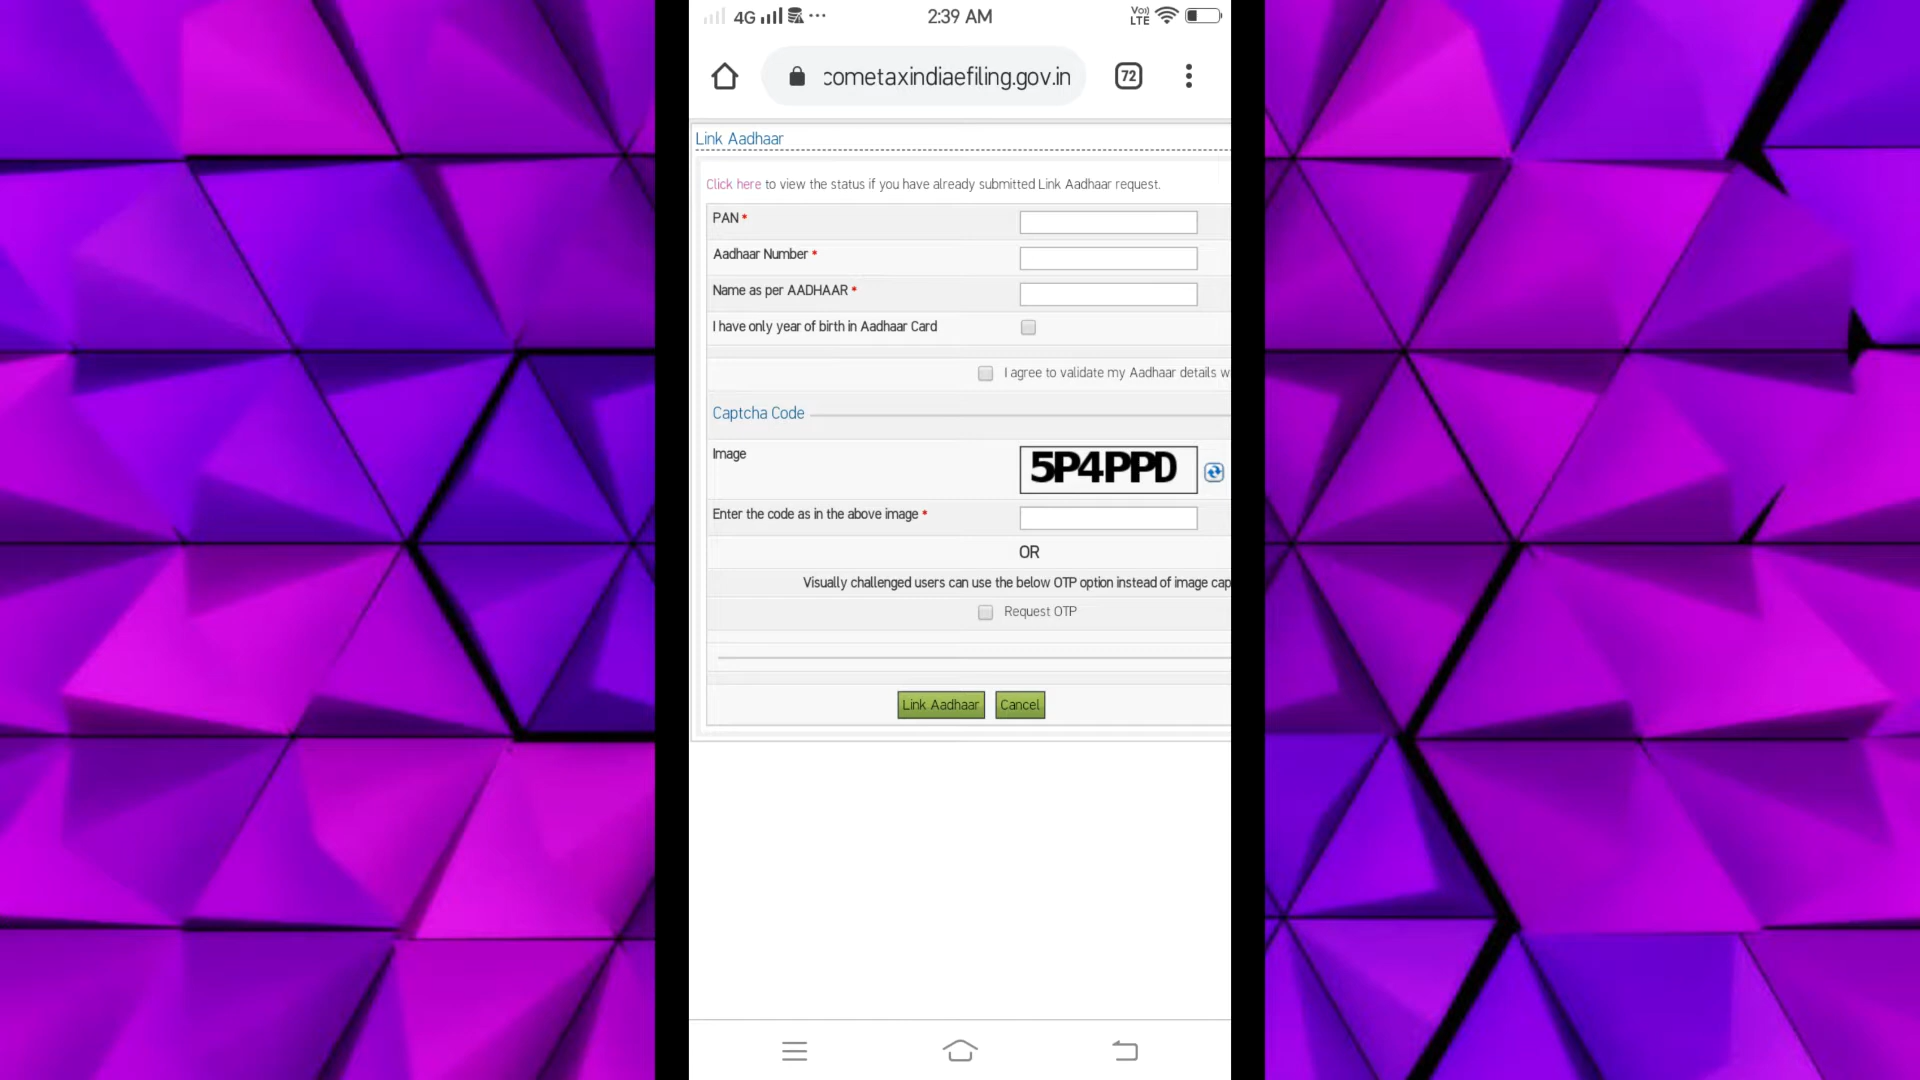 4G 2:39 AM Vo) LTE
cometaxindiaefiling.gov.in 72
Link Aadhaar
Click here to view the status if you have already submitted Link Aadhaar request.
PAN *
Aadhaar Number *
Name as per AADHAAR *
I have only year of birth in Aadhaar Card
I agree to validate my Aadhaar details w
Captcha Code
Image 5P4PPD
Enter the code as in the above image *
OR
Visually challenged users can use the below OTP option instead of image cap
Request OTP
Link Aadhaar Cancel